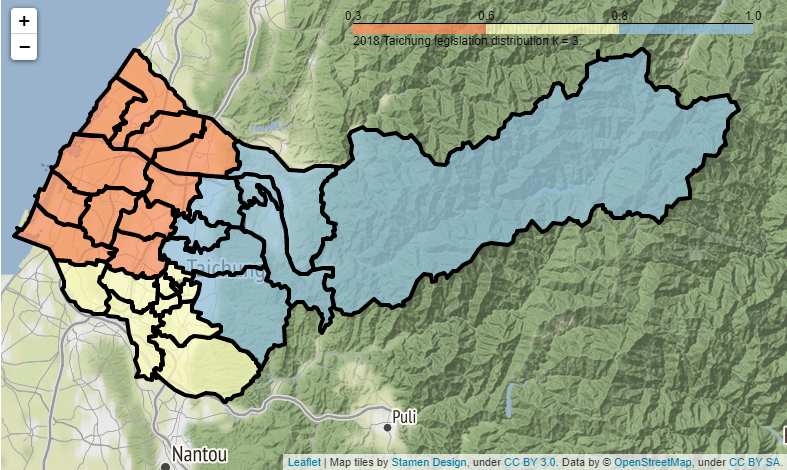 +
−
0.3 0.6 0.8 1.0
2018 Taichung legislation distribution k = 3.
Taichung
Puli
Nantou
Leaflet | Map tiles by Stamen Design, under CC BY 3.0. Data by © OpenStreetMap, under CC BY SA.